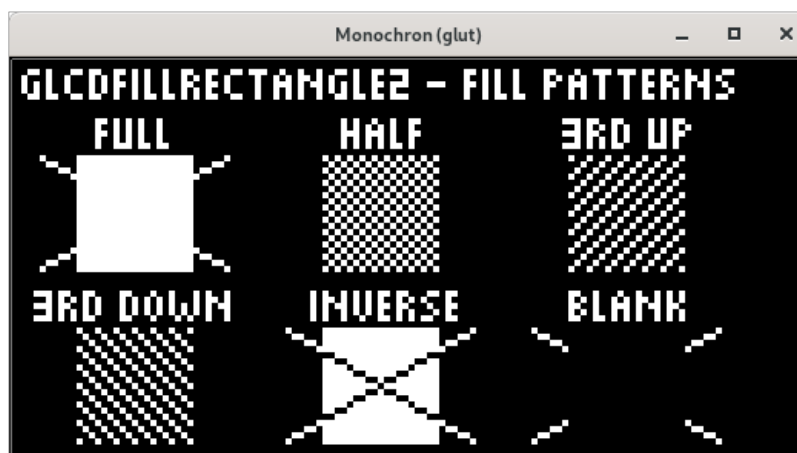 Monochron (glut)
GLCDFILLRECTANGLE2 - FILL PATTERNS
FULL HALF 3RD UP
3RD DOWN INVERSE BLANK